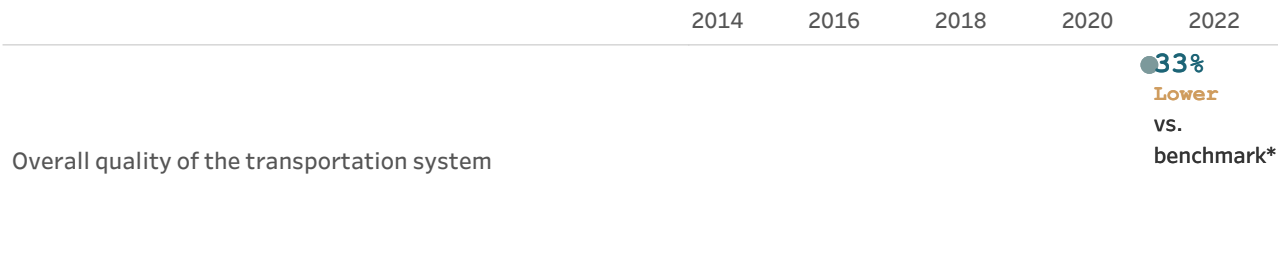 2014 2016 2018 2020 2022
33%
Lower
vs.
Overall quality of the transportation system
benchmark*